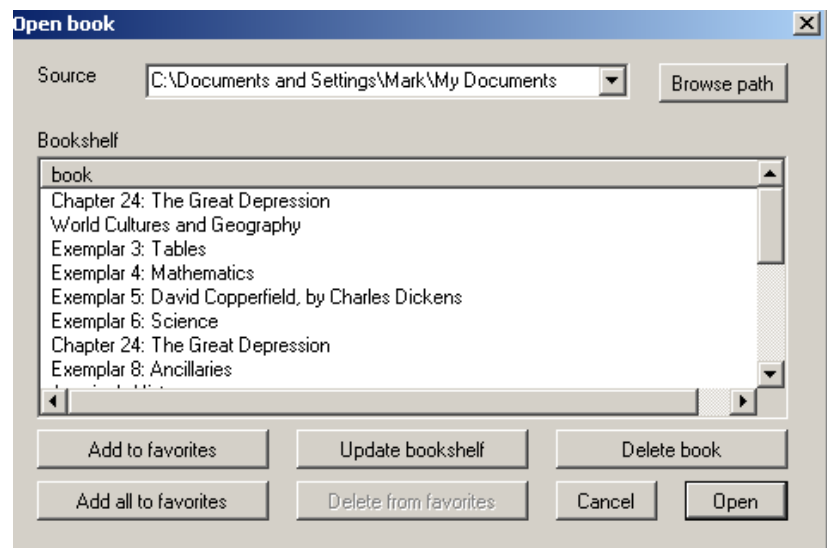 Open book
Source
C:\Documents and Settings\Mark\My Documents
Browse path
Bookshelf
book
Chapter 24: The Great Depression
World Cultures and Geography
Exemplar 3: Tables
Exemplar 4: Mathematics
Exemplar 5: David Copperfield, by Charles Dickens
Exemplar 6: Science
Chapter 24: The Great Depression
Exemplar 8: Ancillaries
Add to favorites
Update bookshelf
Delete book
Add all to favorites
Delete from favorites
Cancel
Open